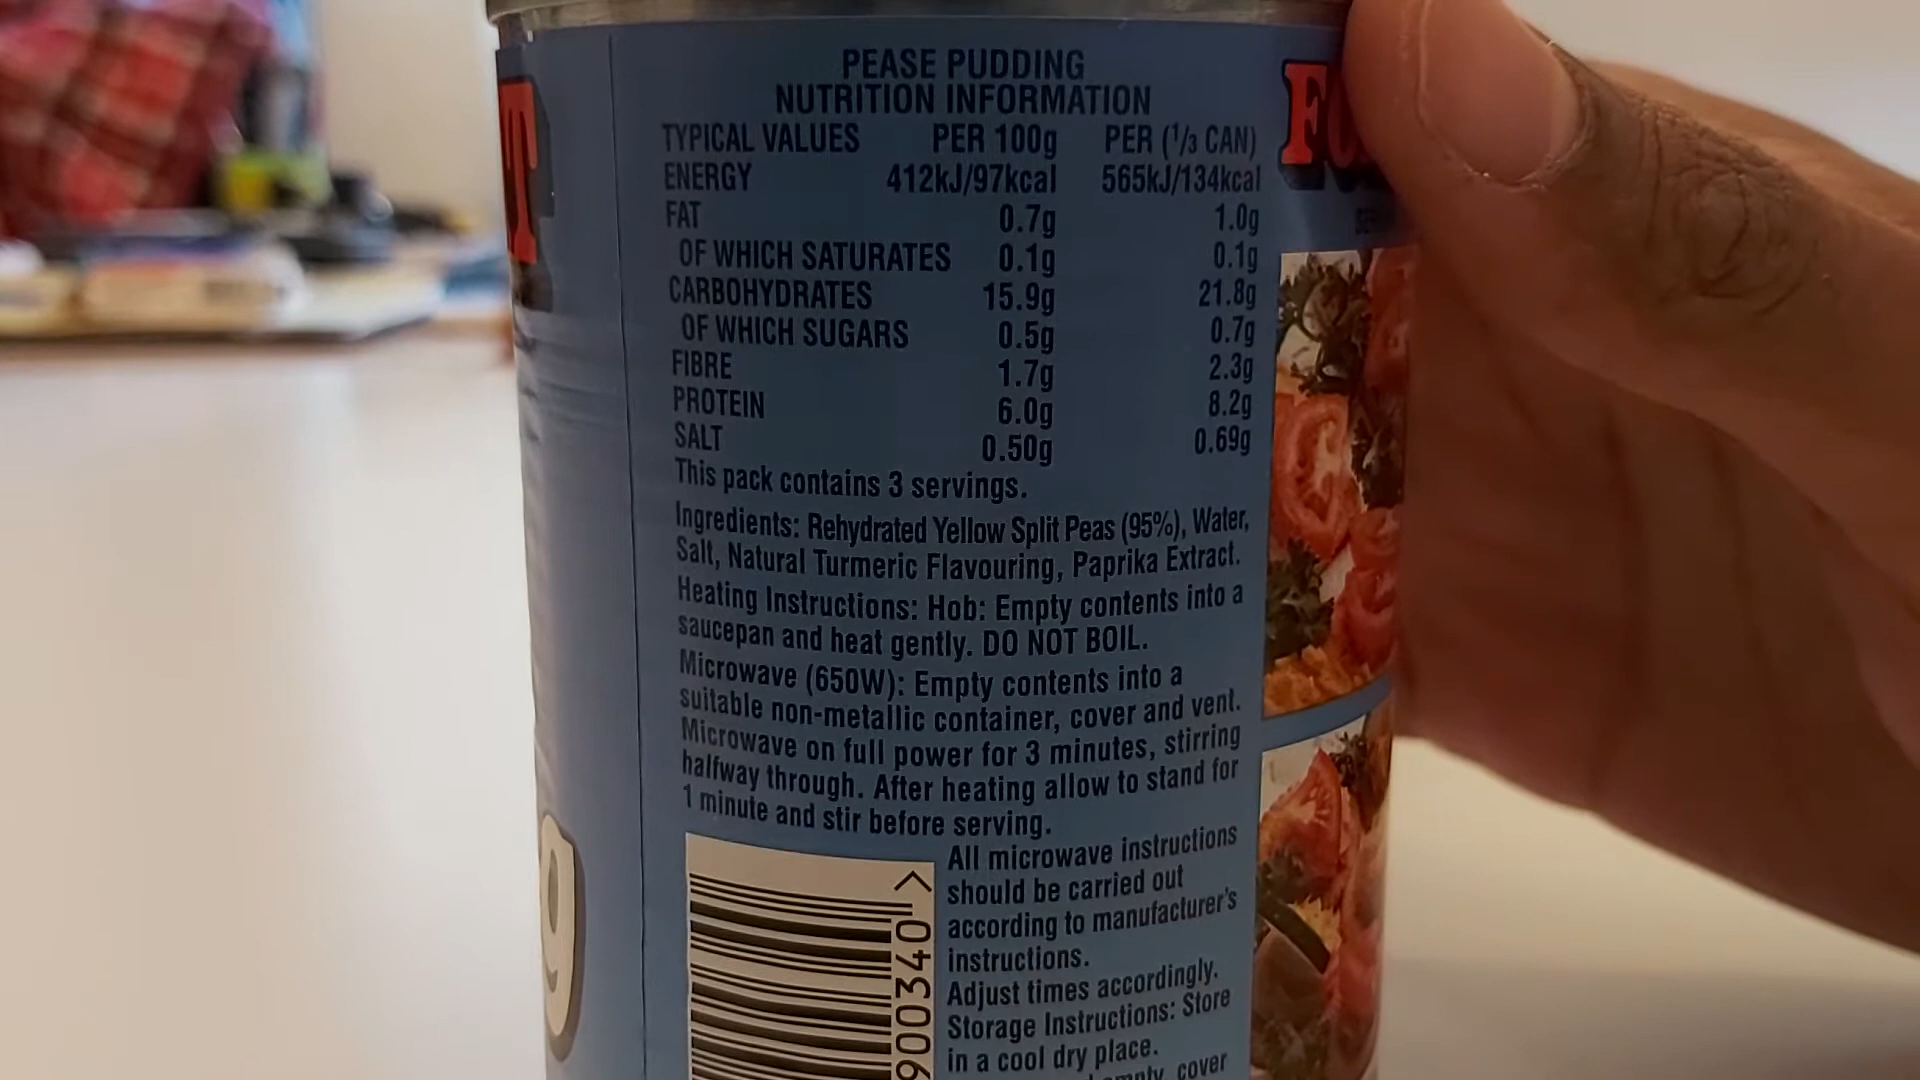 PEASE PUDDING
NUTRITION INFORMATION
TYPICAL VALUES PER 100g PER (1/3 CAN)
ENERGY 412kJ/97kcal 565kJ/134kcal
FAT 0.7g 1.0g
OF WHICH SATURATES 0.1g 0.1g
CARBOHYDRATES 15.9g 21.8g
OF WHICH SUGARS 0.5g 0.7g
FIBRE 1.7g 2.3g
PROTEIN 6.0g 8.2g
SALT 0.50g 0.69g
This pack contains 3 servings.
Ingredients: Rehydrated Yellow Split Peas (95%), Water,
Salt, Natural Turmeric Flavouring, Paprika Extract.
Heating Instructions: Hob: Empty contents into a
saucepan and heat gently. DO NOT BOIL.
Microwave (650W): Empty contents into a
suitable non-metallic container, cover and vent.
Microwave on full power for 3 minutes, stirring
halfway through. After heating allow to stand for
1 minute and stir before serving.
All microwave instructions
should be carried out
according to manufacturer's
instructions.
Adjust times accordingly.
Storage Instructions: Store
in a cool dry place.
cover
900340 >